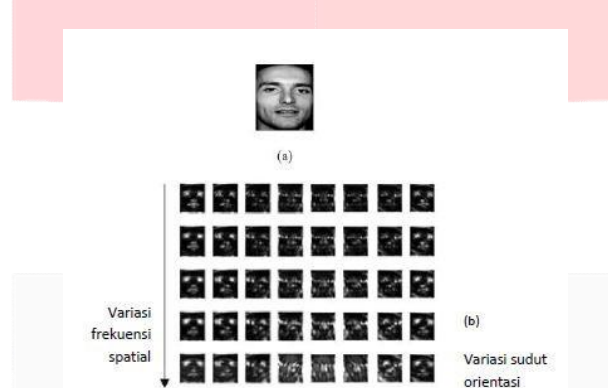 (a)
Variasi
frekuensi
spatial
(b)
Variasi sudut
orientasi